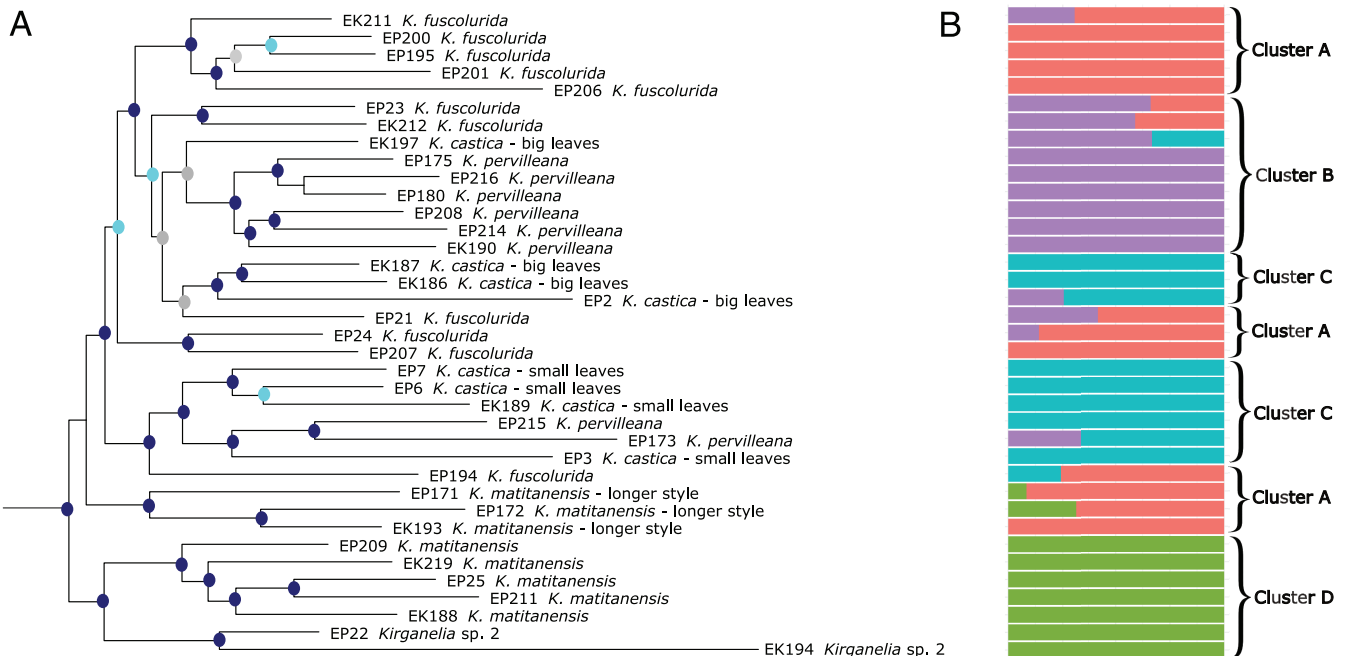 A
B
EK211 K. fuscolurida
EP200 K. fuscolurida
EP195 K. fuscolurida
EP201 K. fuscolurida
EP206 K. fuscolurida
Cluster A
EP23 K. fuscolurida
EK212 K. fuscolurida
EK197 K. castica - big leaves
EP175 K. pervilleana
EP216 K. pervilleana
EP180 K. pervilleana
EP208 K. pervilleana
EP214 K. pervilleana
EK190 K. pervilleana
Cluster B
EK187 K. castica - big leaves
EK186 K. castica - big leaves
EP2 K. castica - big leaves
Cluster C
EP21 K. fuscolurida
EP24 K. fuscolurida
EP207 K. fuscolurida
Cluster A
EP7 K. castica - small leaves
EP6 K. castica - small leaves
EK189 K. castica - small leaves
EP215 K. pervilleana
EP173 K. pervilleana
EP3 K. castica - small leaves
Cluster C
EP194 K. fuscolurida
EP171 K. matitanensis - longer style
EP172 K. matitanensis - longer style
EK193 K. matitanensis - longer style
Cluster A
EP209 K. matitanensis
EK219 K. matitanensis
EP25 K. matitanensis
EP211 K. matitanensis
EK188 K. matitanensis
EP22 Kirganelia sp. 2
EK194 Kirganelia sp. 2
Cluster D